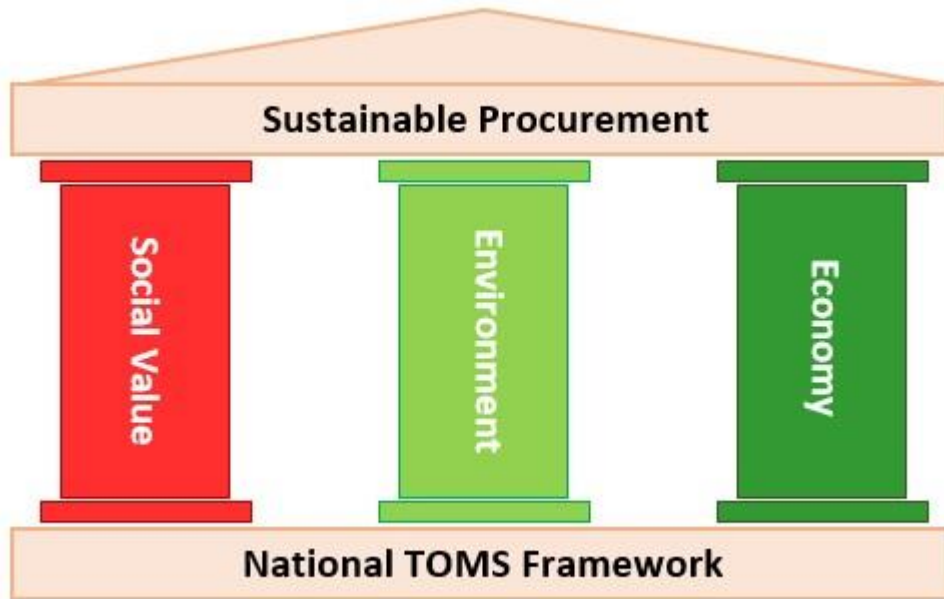 Sustainable Procurement
Social Value
Environment
Economy
National TOMS Framework